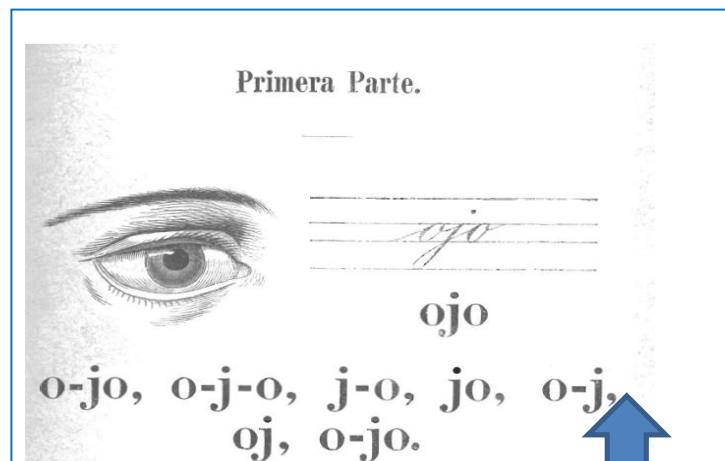 Primera Parte.
ojo
ojo
o-jo, o-j-o, j-o, jo, o-j,
oj, o-jo.